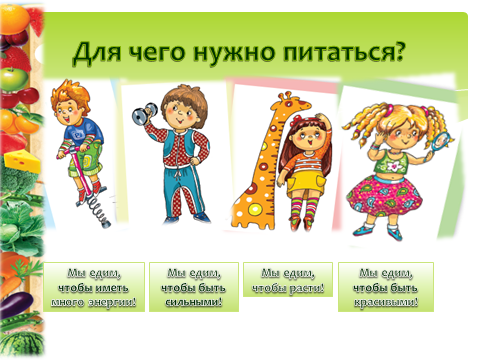 Для чего нужно питаться?
Мы едим,
чтобы иметь
много энергии!
Мы едим,
чтобы быть
сильными!
Мы едим,
чтобы расти!
Мы едим,
чтобы быть
красивыми!